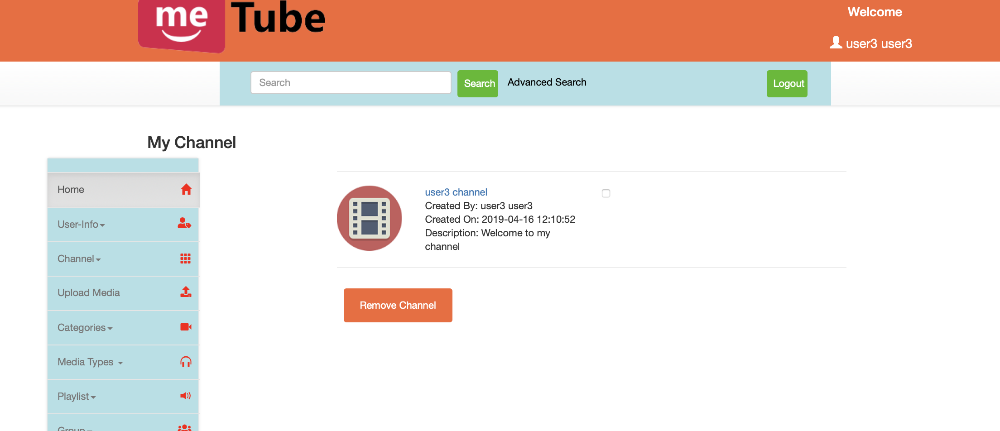 me Tube
Welcome
user3 user3
Search
Search
Advanced Search
Logout
My Channel
Home
User-Info
Channel
Upload Media
Categories
Media Types
Playlist
Group
user3 channel
Created By: user3 user3
Created On: 2019-04-16 12:10:52
Description: Welcome to my
channel
Remove Channel